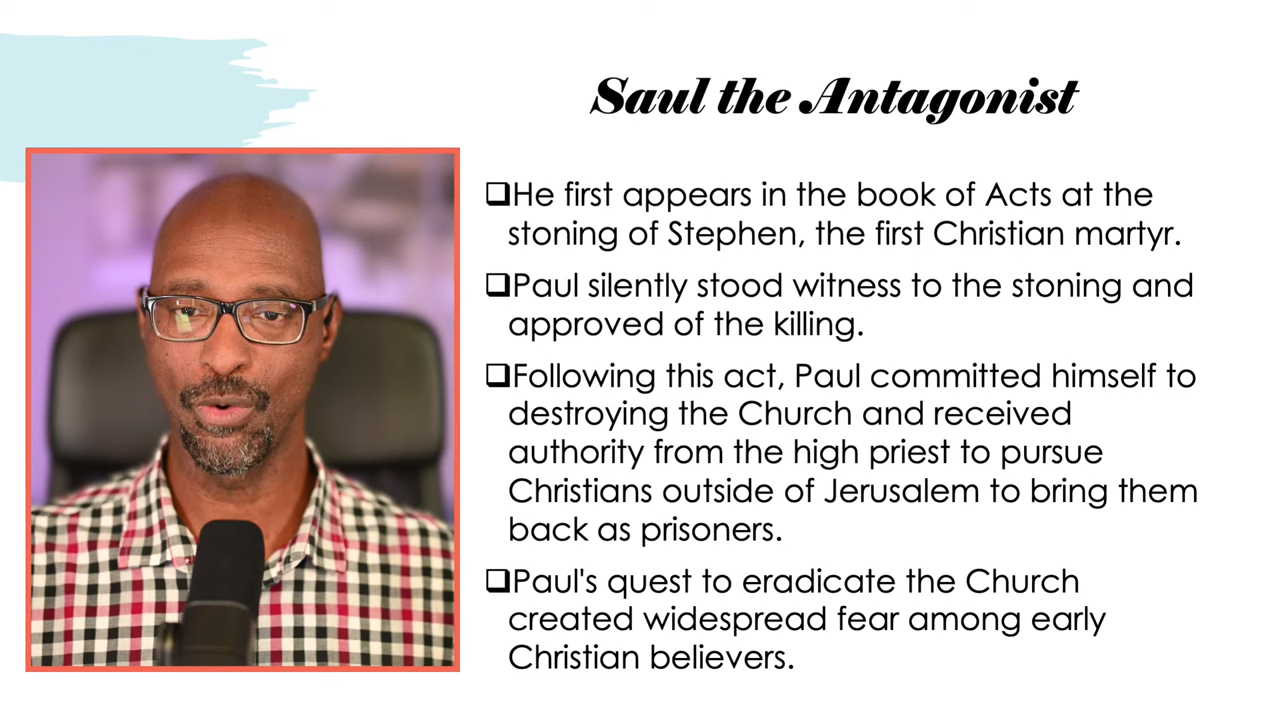 Saul the Antagonist
❑He first appears in the book of Acts at the
stoning of Stephen, the first Christian martyr.
❑Paul silently stood witness to the stoning and
approved of the killing.
❑Following this act, Paul committed himself to
destroying the Church and received
authority from the high priest to pursue
Christians outside of Jerusalem to bring them
back as prisoners.
❑Paul's quest to eradicate the Church
created widespread fear among early
Christian believers.